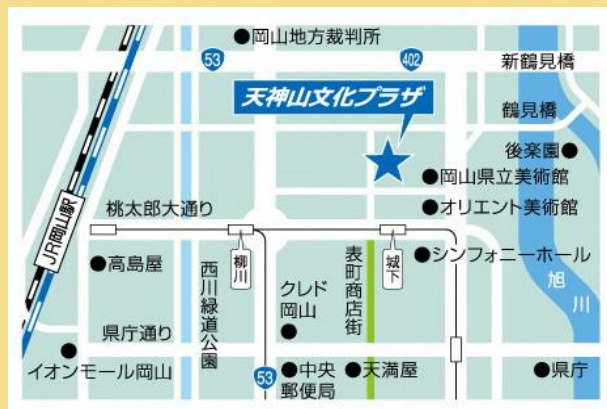 岡山地方裁判所
53
402
新鶴見橋
天神山文化プラザ
鶴見橋
後楽園
岡山県立美術館
オリエント美術館
桃太郎大通り
JR岡山駅
高島屋
西川緑道公園
柳川
クレド
岡山
表町商店街
城下
シンフォニーホール
旭川
県庁通り
イオンモール岡山
53
中央
郵便局
天満屋
県庁